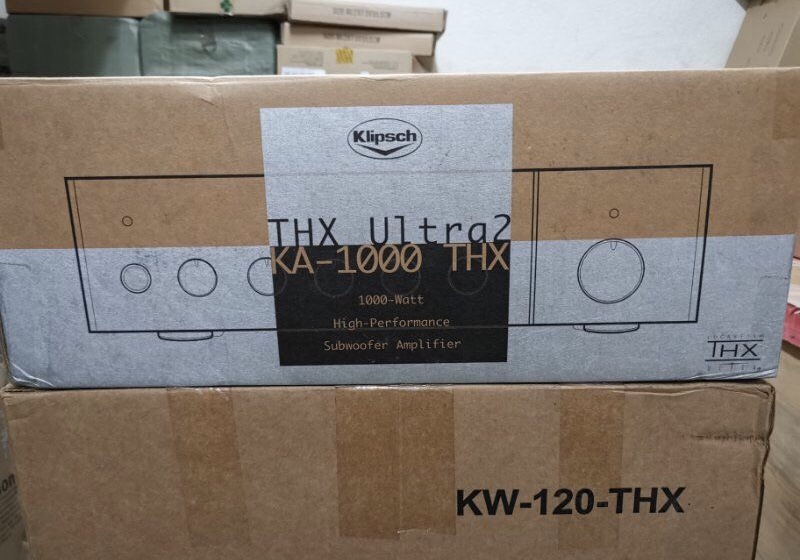 Klipsch
THX Ultra2
KA-1000 THX
1000-Watt
High-Performance
Subwoofer Amplifier
THX
KW-120-THX